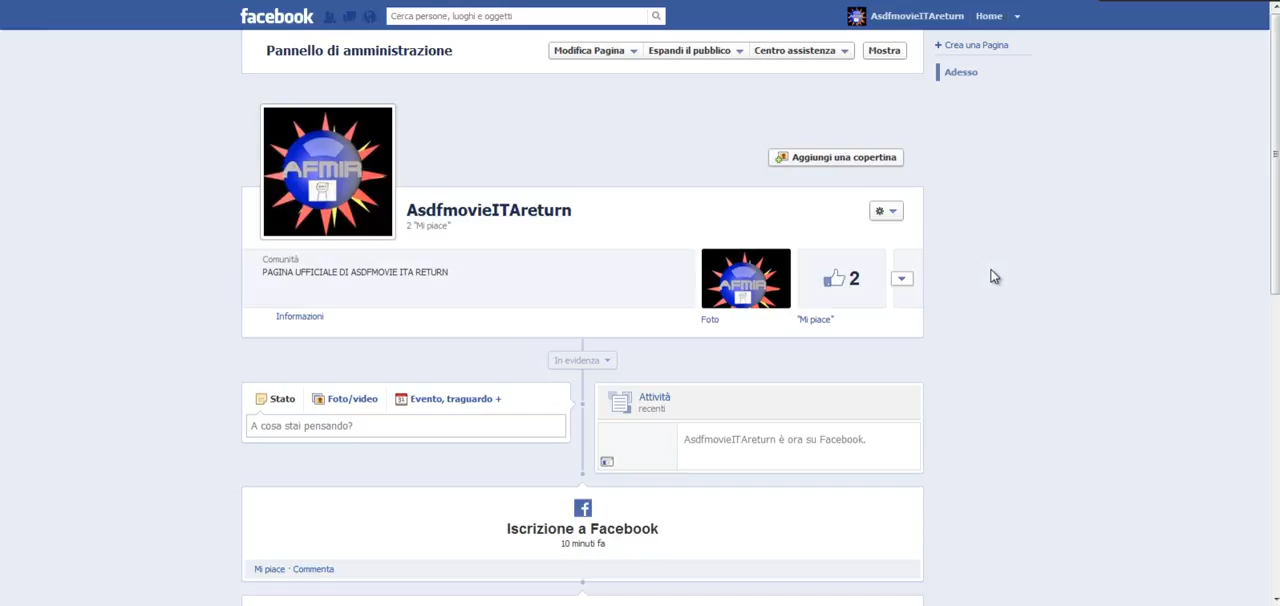 facebook
Cerca persone, luoghi e oggetti
AsdfmovieITAreturn Home
Pannello di amministrazione
Modifica Pagina Espandi il pubblico Centro assistenza Mostra
+ Crea una Pagina
Adesso
AFMIR
Aggiungi una copertina
AsdfmovieITAreturn
2 "Mi piace"
Comunità
PAGINA UFFICIALE DI ASDFMOVIE ITA RETURN
AFMIR
2
Informazioni
Foto
"Mi piace"
In evidenza
Stato Foto/video Evento, traguardo +
A cosa stai pensando?
Attività
recenti
AsdfmovieITAreturn è ora su Facebook.
Iscrizione a Facebook
10 minuti fa
Mi piace · Commenta